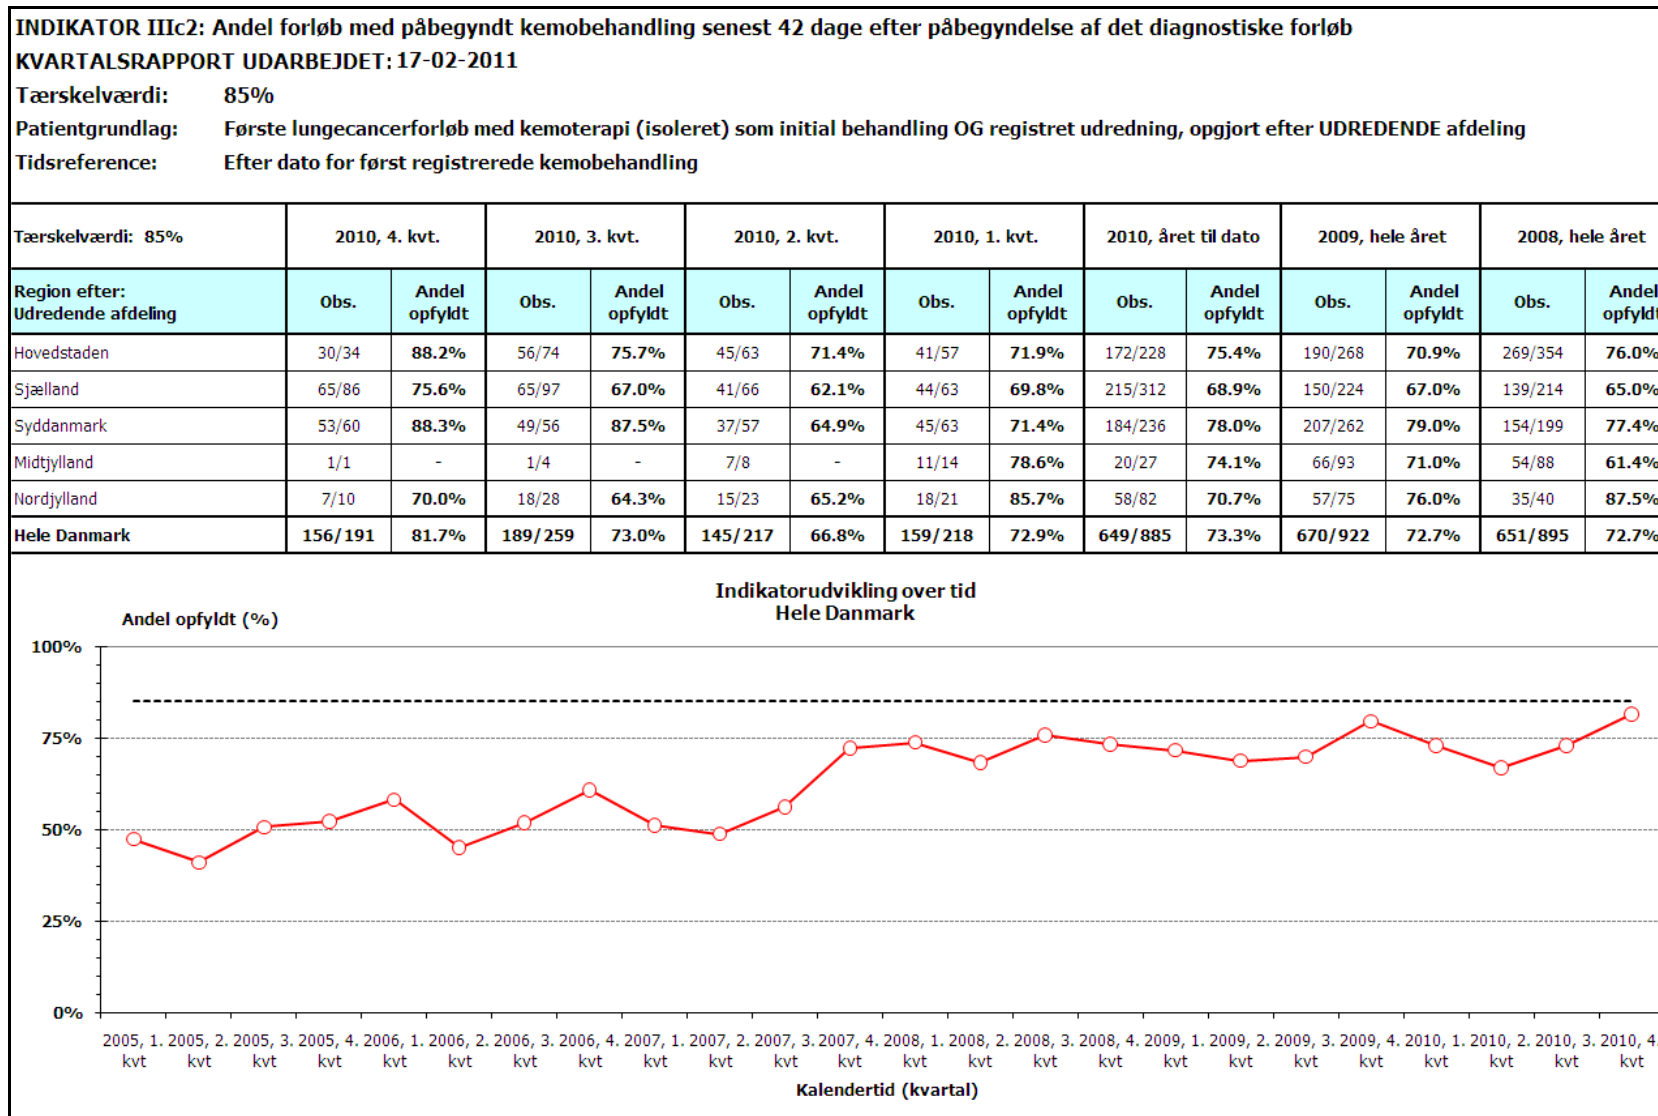 INDIKATOR IIIc2: Andel forløb med påbegyndt kemobehandling senest 42 dage efter påbegyndelse af det diagnostiske forløb
KVARTALSRAPPORT UDARBEJDET: 17-02-2011
Tærskelværdi: 85%
Patientgrundlag: Første lungecancerforløb med kemoterapi (isoleret) som initial behandling OG registret udredning, opgjort efter UDREDENDE afdeling
Tidsreference: Efter dato for først registrerede kemobehandling
Tærskelværdi: 85% 2010, 4. kvt. 2010, 3. kvt. 2010, 2. kvt. 2010, 1. kvt. 2010, året til dato 2009, hele året 2008, hele året
Region efter: Udredende afdeling Obs. Andel opfyldt Obs. Andel opfyldt Obs. Andel opfyldt Obs. Andel opfyldt Obs. Andel opfyldt Obs. Andel opfyldt Obs. Andel opfyldt
Hovedstaden 30/34 88.2% 56/74 75.7% 45/63 71.4% 41/57 71.9% 172/228 75.4% 190/268 70.9% 269/354 76.0%
Sjælland 65/86 75.6% 65/97 67.0% 41/66 62.1% 44/63 69.8% 215/312 68.9% 150/224 67.0% 139/214 65.0%
Syddanmark 53/60 88.3% 49/56 87.5% 37/57 64.9% 45/63 71.4% 184/236 78.0% 207/262 79.0% 154/199 77.4%
Midtjylland 1/1 - 1/4 - 7/8 - 11/14 78.6% 20/27 74.1% 66/93 71.0% 54/88 61.4%
Nordjylland 7/10 70.0% 18/28 64.3% 15/23 65.2% 18/21 85.7% 58/82 70.7% 57/75 76.0% 35/40 87.5%
Hele Danmark 156/191 81.7% 189/259 73.0% 145/217 66.8% 159/218 72.9% 649/885 73.3% 670/922 72.7% 651/895 72.7%
Indikatorudvikling over tid
Hele Danmark
Andel opfyldt (%)
100%
75%
50%
25%
0%
2005, 1. 2005, 2. 2005, 3. 2005, 4. 2006, 1. 2006, 2. 2006, 3. 2006, 4. 2007, 1. 2007, 2. 2007, 3. 2007, 4. 2008, 1. 2008, 2. 2008, 3. 2008, 4. 2009, 1. 2009, 2. 2009, 3. 2009, 4. 2010, 1. 2010, 2. 2010, 3. 2010, 4.
kvt kvt kvt kvt kvt kvt kvt kvt kvt kvt kvt kvt kvt kvt kvt kvt kvt kvt kvt kvt kvt kvt kvt kvt
Kalendertid (kvartal)